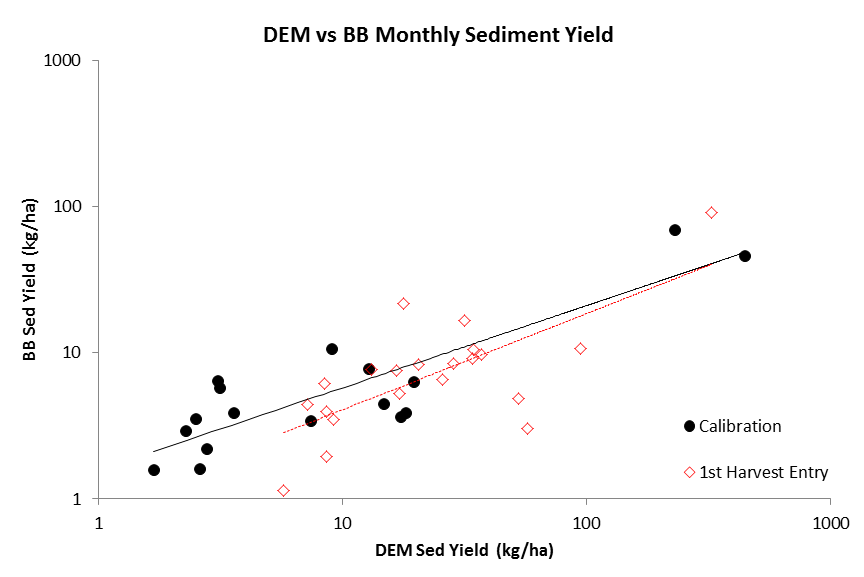 DEM vs BB Monthly Sediment Yield
1000
100
10
1
BB Sed Yield (kg/ha)
Calibration
1st Harvest Entry
1 10 100 1000
DEM Sed Yield (kg/ha)